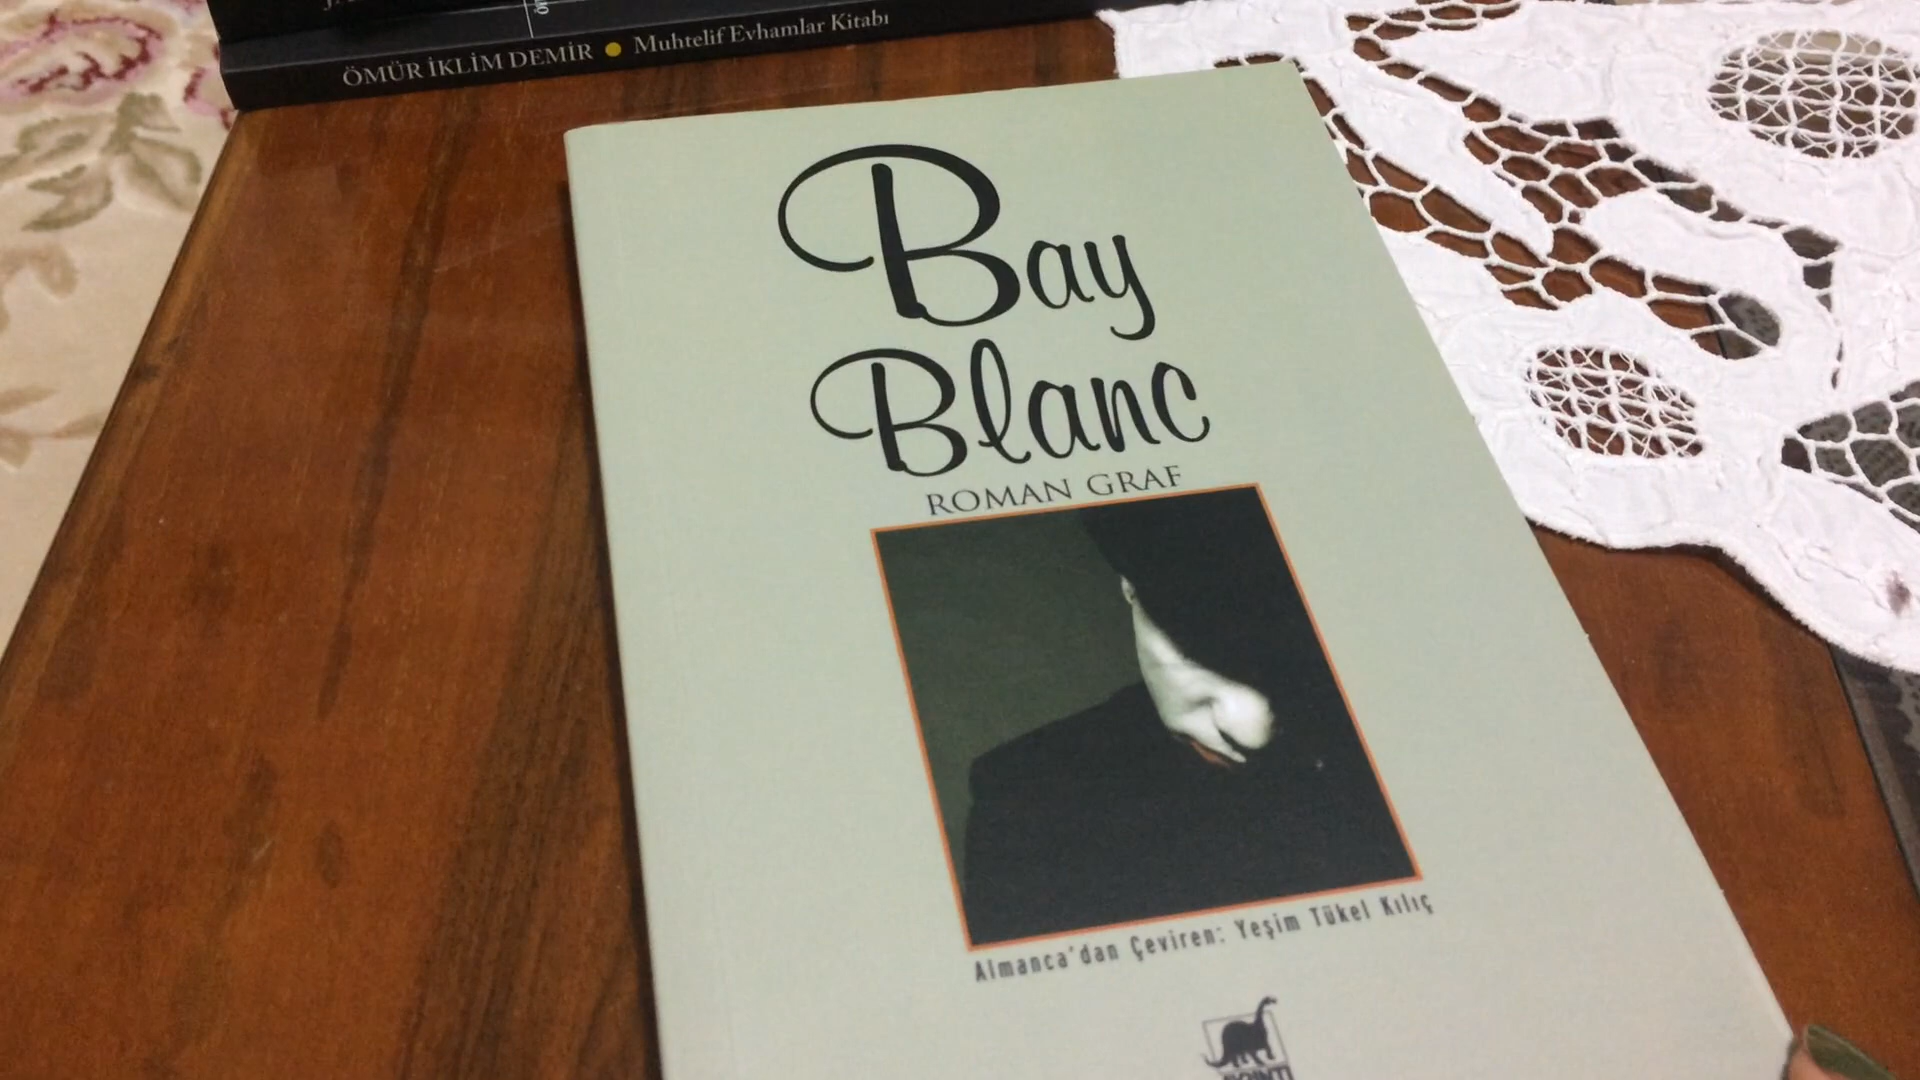 ÖMÜR İKLİM DEMİR ● Muhtelif Evhamlar Kitabı
Bay
Blanc
ROMAN GRAF
Almanca'dan Çeviren: Yeşim Tükel Kılıç